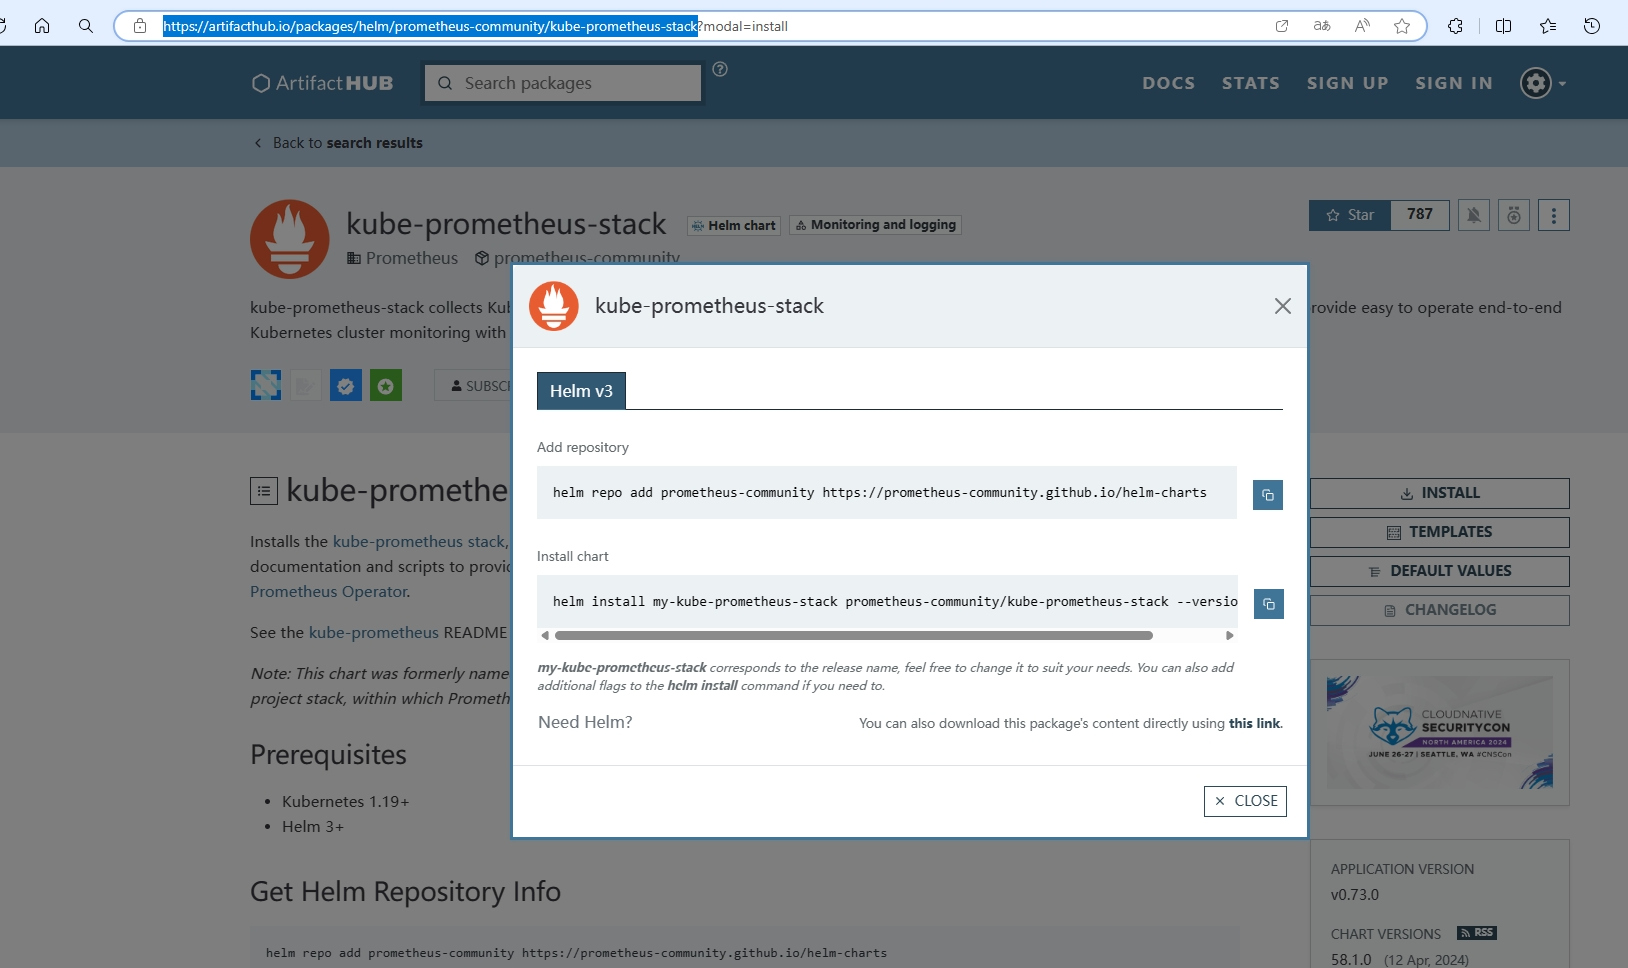 https://artifacthub.io/packages/helm/prometheus-community/kube-prometheus-stack?modal=install
ArtifactHUB
Search packages
DOCS
STATS
SIGN UP
SIGN IN
Back to search results
kube-prometheus-stack
Helm chart
Monitoring and logging
Star 787
Prometheus
prometheus-community
kube-prometheus-stack collects Ku
rovide easy to operate end-to-end
Kubernetes cluster monitoring with
SUBSC
kube-promethe
Installs the kube-prometheus stack,
documentation and scripts to provi
Prometheus Operator.
See the kube-prometheus README
Note: This chart was formerly name
project stack, within which Prometh
Prerequisites
Kubernetes 1.19+
Helm 3+
Get Helm Repository Info
helm repo add prometheus-community https://prometheus-community.github.io/helm-charts
kube-prometheus-stack
Helm v3
Add repository
helm repo add prometheus-community https://prometheus-community.github.io/helm-charts
Install chart
helm install my-kube-prometheus-stack prometheus-community/kube-prometheus-stack --versio
my-kube-prometheus-stack corresponds to the release name, feel free to change it to suit your needs. You can also add
additional flags to the helm install command if you need to.
Need Helm?
You can also download this package's content directly using this link.
CLOSE
INSTALL
TEMPLATES
DEFAULT VALUES
CHANGELOG
CLOUDNATIVE
SECURITYCON
NORTH AMERICA 2024
JUNE 26-27 | SEATTLE, WA #CNSCon
APPLICATION VERSION
v0.73.0
CHART VERSIONS RSS
58.1.0 (12 Apr, 2024)